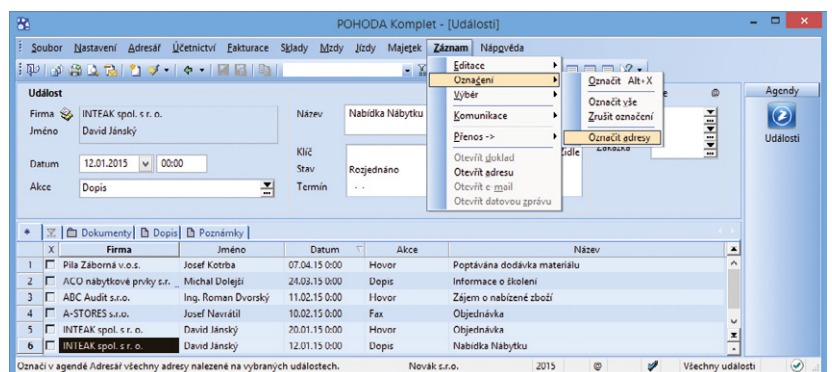 POHODA Komplet - [Události]
Soubor Nastavení Adresář Účetnictví Fakturace Sklady Mzdy Jízdy Majetek Záznam Nápověda
Editace
Označení
Výběr
Komunikace
Přenos ->
Otevřít doklad
Otevřít adresu
Otevřít e mail
Otevřít datovou zprávu
Označit Alt+X
Označit vše
Zrušit označení
Označit adresy
Událost
Firma INTEAK spol. s r. o.
Jméno David Jánský
Datum 12.01.2015 00:00
Akce Dopis
Název Nabídka Nábytku
Klíč
Stav Rozjednáno
Termín . .
Zakázka
@
Agendy
Události
* Dokumenty Dopis Poznámky
X Firma Jméno Datum Akce Název
1 Pila Záborná v.o.s. Josef Kotrba 07.04.15 0:00 Hovor Poptávána dodávka materiálu
2 ACO nábytkové prvky s.r. Michal Dolejší 24.03.15 0:00 Dopis Informace o školení
3 ABC Audit s.r.o. Ing. Roman Dvorský 11.02.15 0:00 Hovor Zájem o nabízené zboží
4 A-STORES s.r.o. Josef Navrátil 10.02.15 0:00 Fax Objednávka
5 INTEAK spol. s r. o. David Jánský 20.01.15 0:00 Hovor Objednávka
6 INTEAK spol. s r. o. David Jánský 12.01.15 0:00 Dopis Nabídka Nábytku
Označí v agendě Adresář všechny adresy nalezené na vybraných událostech. Novák s.r.o. 2015 @ Všechny události